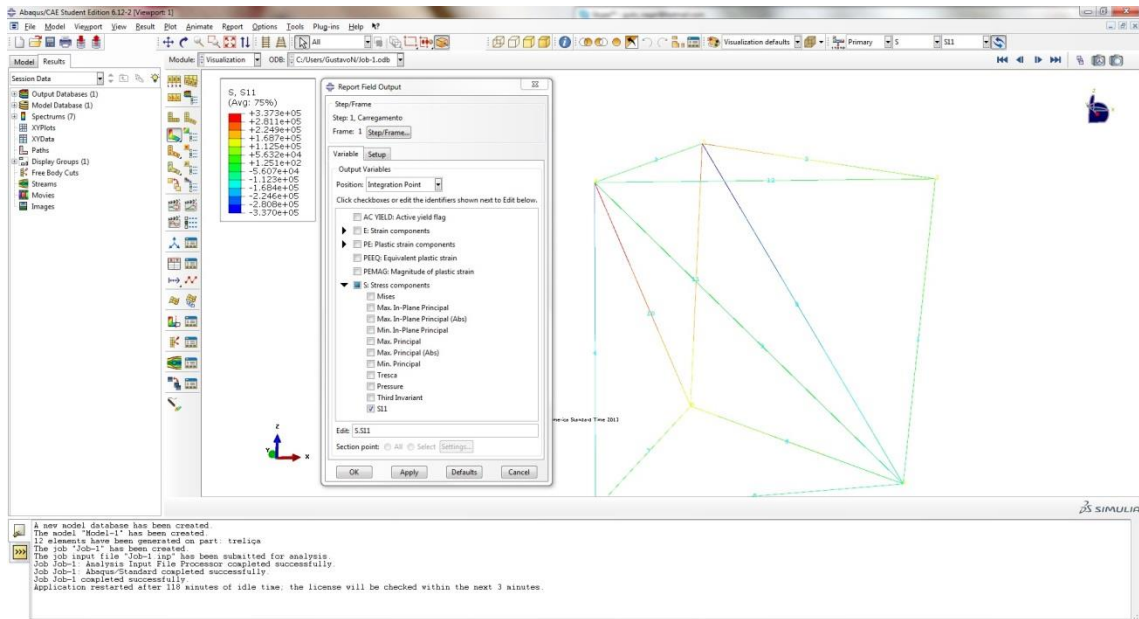 Abaqus/CAE Student Edition 6.12-2 [Viewport: 1]
File Model Viewport View Result Plot Animate Report Options Tools Plug-ins Help
All
Visualization defaults
Primary
S
S11
Model Results
Module: Visualization ODB: C:/Users/GustavoN/Job-1.odb
Session Data
Output Databases (1)
Model Database (1)
Spectrums (7)
XYPlots
XYData
Paths
Display Groups (1)
Free Body Cuts
Streams
Movies
Images
S, S11
(Avg: 75%)
+3.373e+05
+2.811e+05
+2.249e+05
+1.687e+05
+1.125e+05
+5.632e+04
+1.251e+02
-5.607e+04
-1.123e+05
-1.684e+05
-2.246e+05
-2.808e+05
-3.370e+05
Report Field Output
Step/Frame
Step: 1, Carregamento
Frame: 1 Step/Frame...
Variable Setup
Output Variables
Position: Integration Point
Click checkboxes or edit the identifiers shown next to Edit below.
AC YIELD: Active yield flag
E: Strain components
PE: Plastic strain components
PEEQ: Equivalent plastic strain
PEMAG: Magnitude of plastic strain
S: Stress components
Mises
Max. In-Plane Principal
Max. In-Plane Principal (Abs)
Min. In-Plane Principal
Max. Principal
Max. Principal (Abs)
Min. Principal
Tresca
Pressure
Third Invariant
S11
Edit: S.S11
Section point: All Select Settings...
OK Apply Defaults Cancel
Standard Time 2013
Z
Y
X
12
SIMULIA
A new model database has been created.
The model "Model-1" has been created.
12 elements have been generated on part: treliça
The job "Job-1" has been created.
The job input file "Job-1.inp" has been submitted for analysis.
Job Job-1: Analysis Input File Processor completed successfully.
Job Job-1: Abaqus/Standard completed successfully.
Job Job-1 completed successfully.
Application restarted after 118 minutes of idle time; the license will be checked within the next 3 minutes.